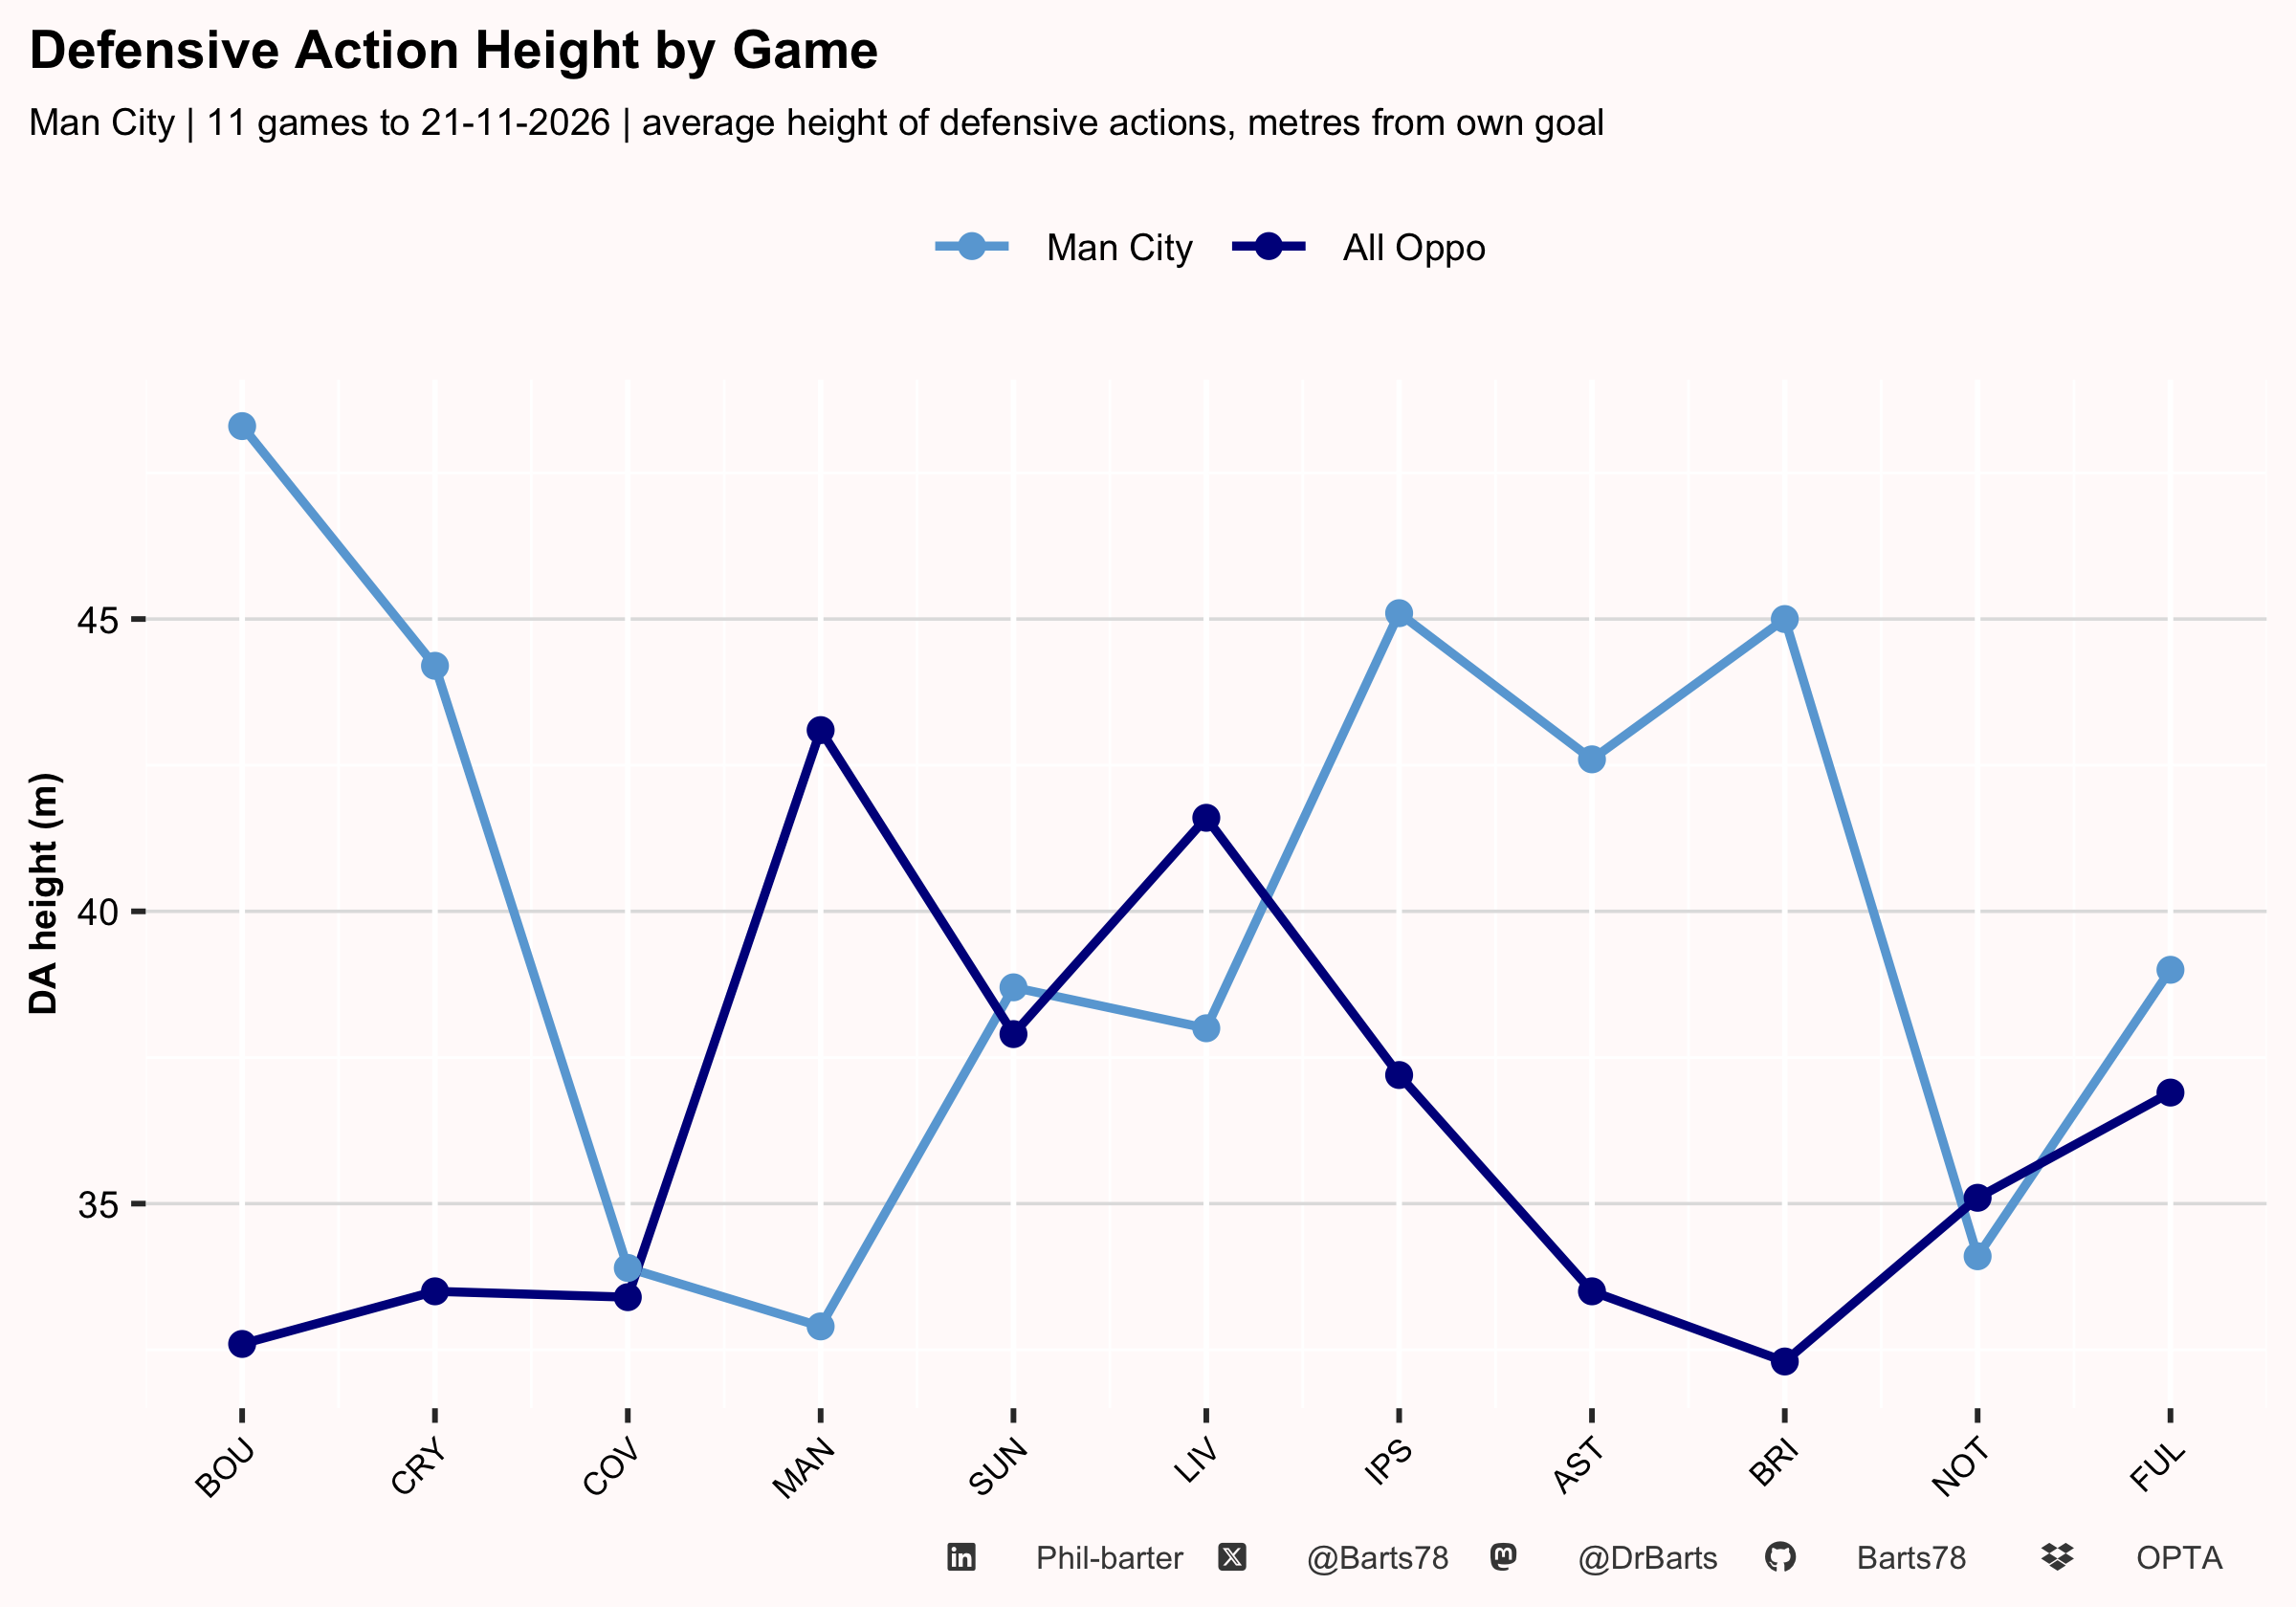 Defensive Action Height by Game
Man City | 11 games to 21-11-2026 | average height of defensive actions, metres from own goal
Man City All Oppo
DA height (m)
45
40
35
BOU CRY COV MAN SUN LIV IPS AST BRI NOT FUL
Phil-barter @Barts78 @DrBarts Barts78 OPTA